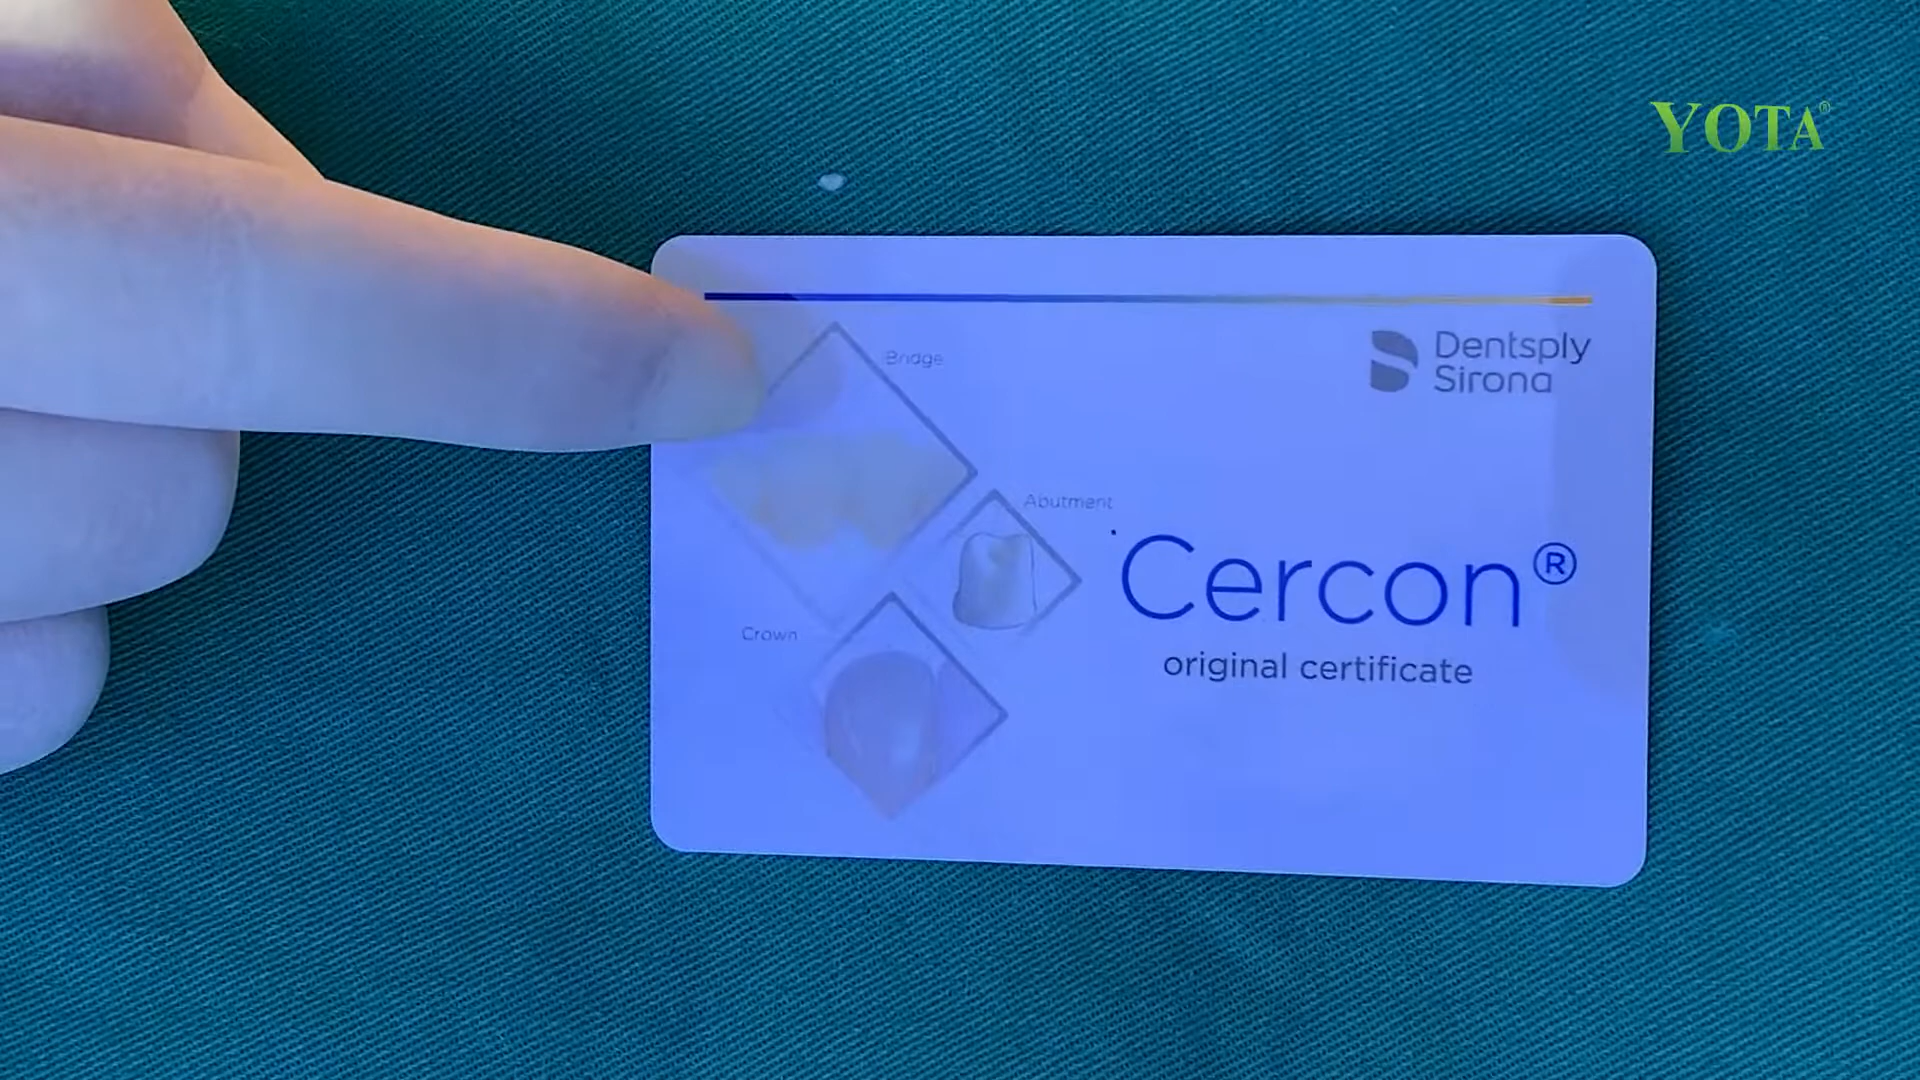 YOTA®
Bridge
Dentsply
Sirona
Abutment
Cercon®
Crown
original certificate